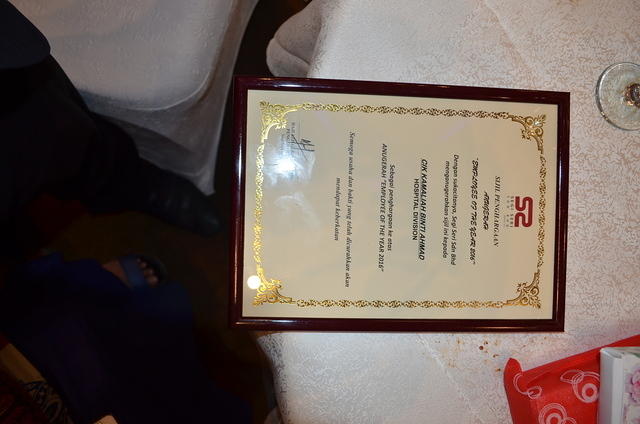 SS
SIJIL PENGHARGAAN
ANUGERAH
"EMPLOYEE OF THE YEAR 2016"
Dengan sukacitanya, Segi Seri Sdn Bhd
menganugerahkan sijil ini kepada
CIK KAMALIAH BINTI AHMAD
HOSPITAL DIVISION
Sebagai penghargaan ke atas
ANUGERAH "EMPLOYEE OF THE YEAR 2016"
Semoga usaha dan bakti yang telah dicurahkan akan
mendapat keberkatan